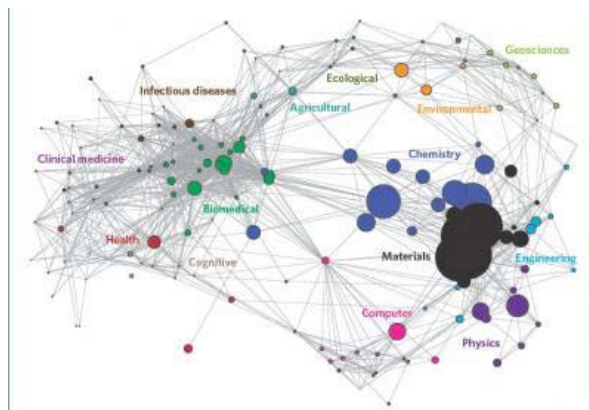 Geosciences
Ecological
Infectious diseases
Agricultural
Environmental
Clinical medicine
Chemistry
Biomedical
Health
Cognitive
Materials
Engineering
Computer
Physics